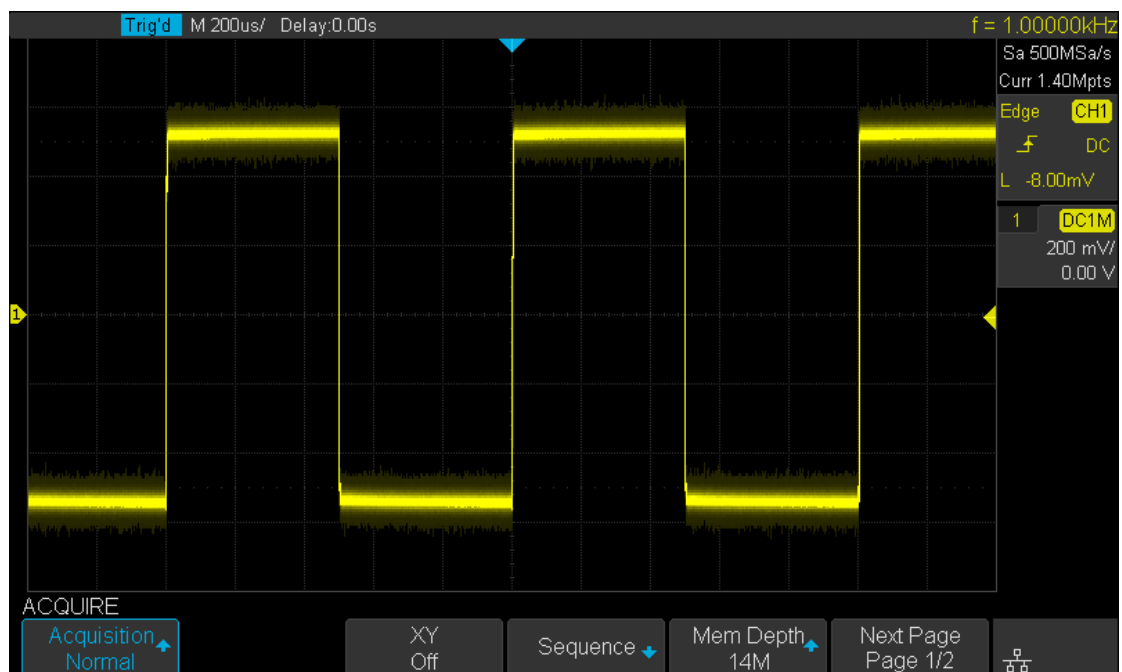 Trig'd M 200us/ Delay:0.00s f = 1.00000kHz
Sa 500MSa/s
Curr 1.40Mpts
Edge CH1
DC
L -8.00mV
1 DC1M
200 mV/
0.00 V
1
ACQUIRE
Acquisition
Normal
XY
Off
Sequence
Mem Depth
14M
Next Page
Page 1/2